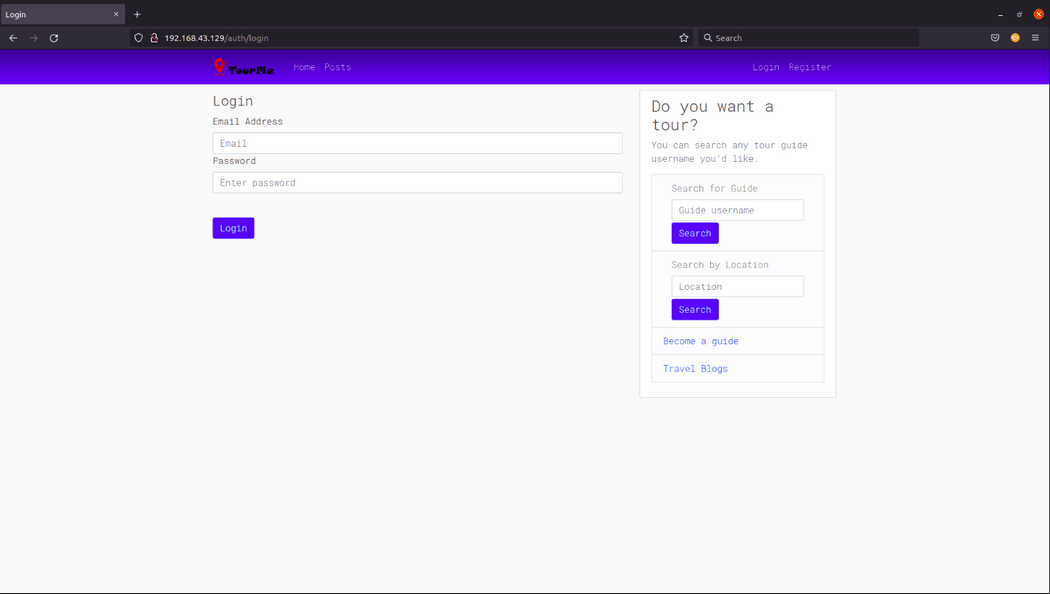 Login
192.168.43.129/auth/login
Search
TourMe
Home Posts
Login Register
Login
Email Address
Email
Password
Enter password
Login
Do you want a
tour?
You can search any tour guide
username you'd like.
Search for Guide
Guide username
Search
Search by Location
Location
Search
Become a guide
Travel Blogs